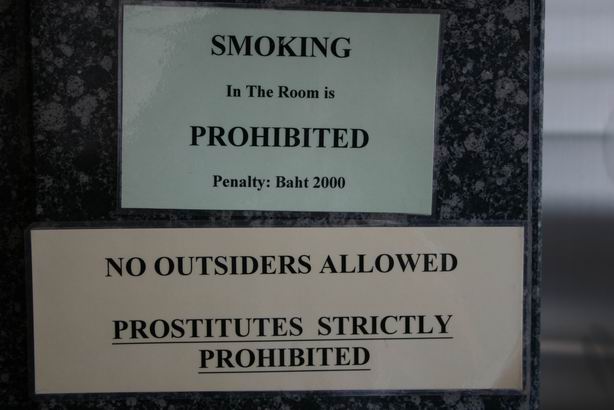 SMOKING
In The Room is
PROHIBITED
Penalty: Baht 2000
NO OUTSIDERS ALLOWED
PROSTITUTES STRICTLY
PROHIBITED